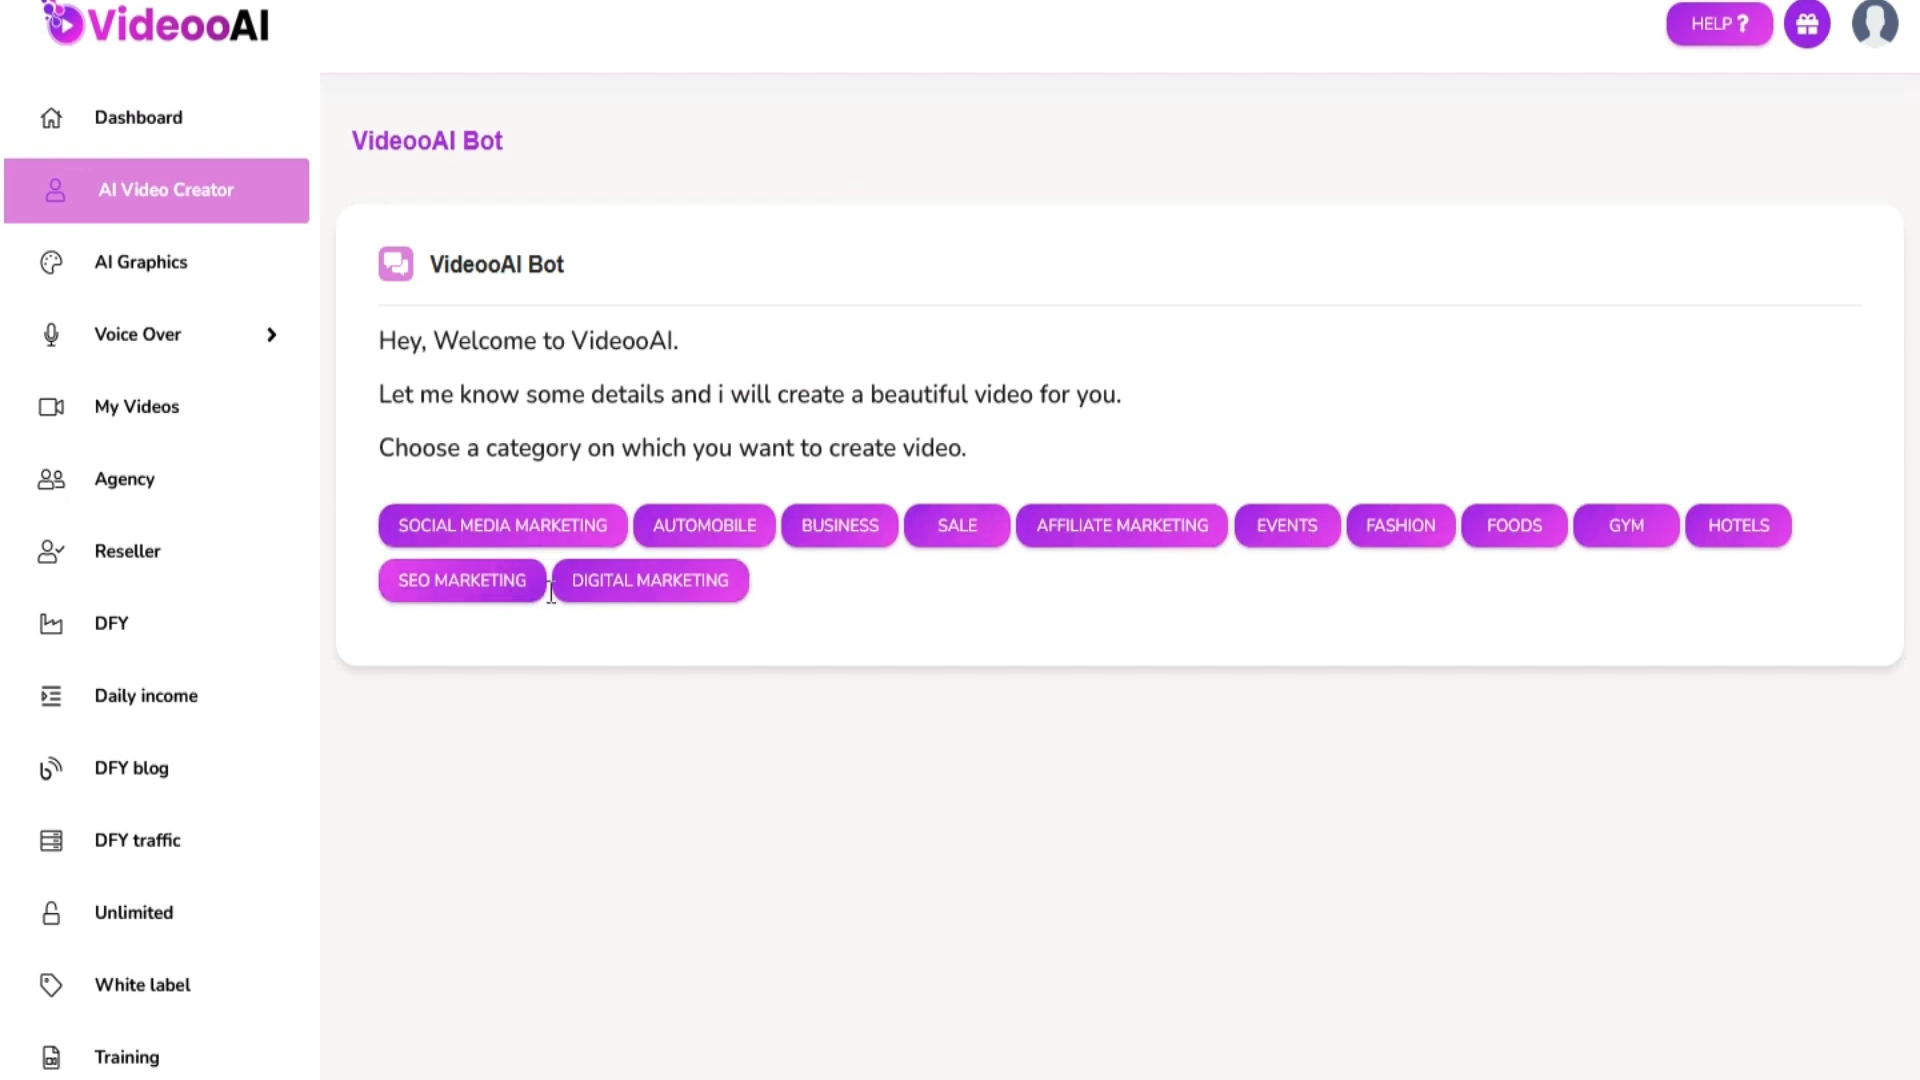 VideooAI
HELP ?
Dashboard
AI Video Creator
AI Graphics
Voice Over
My Videos
Agency
Reseller
DFY
Daily income
DFY blog
DFY traffic
Unlimited
White label
Training
VideooAI Bot
VideooAI Bot
Hey, Welcome to VideooAI.
Let me know some details and i will create a beautiful video for you.
Choose a category on which you want to create video.
SOCIAL MEDIA MARKETING AUTOMOBILE BUSINESS SALE AFFILIATE MARKETING EVENTS FASHION FOODS GYM HOTELS
SEO MARKETING DIGITAL MARKETING